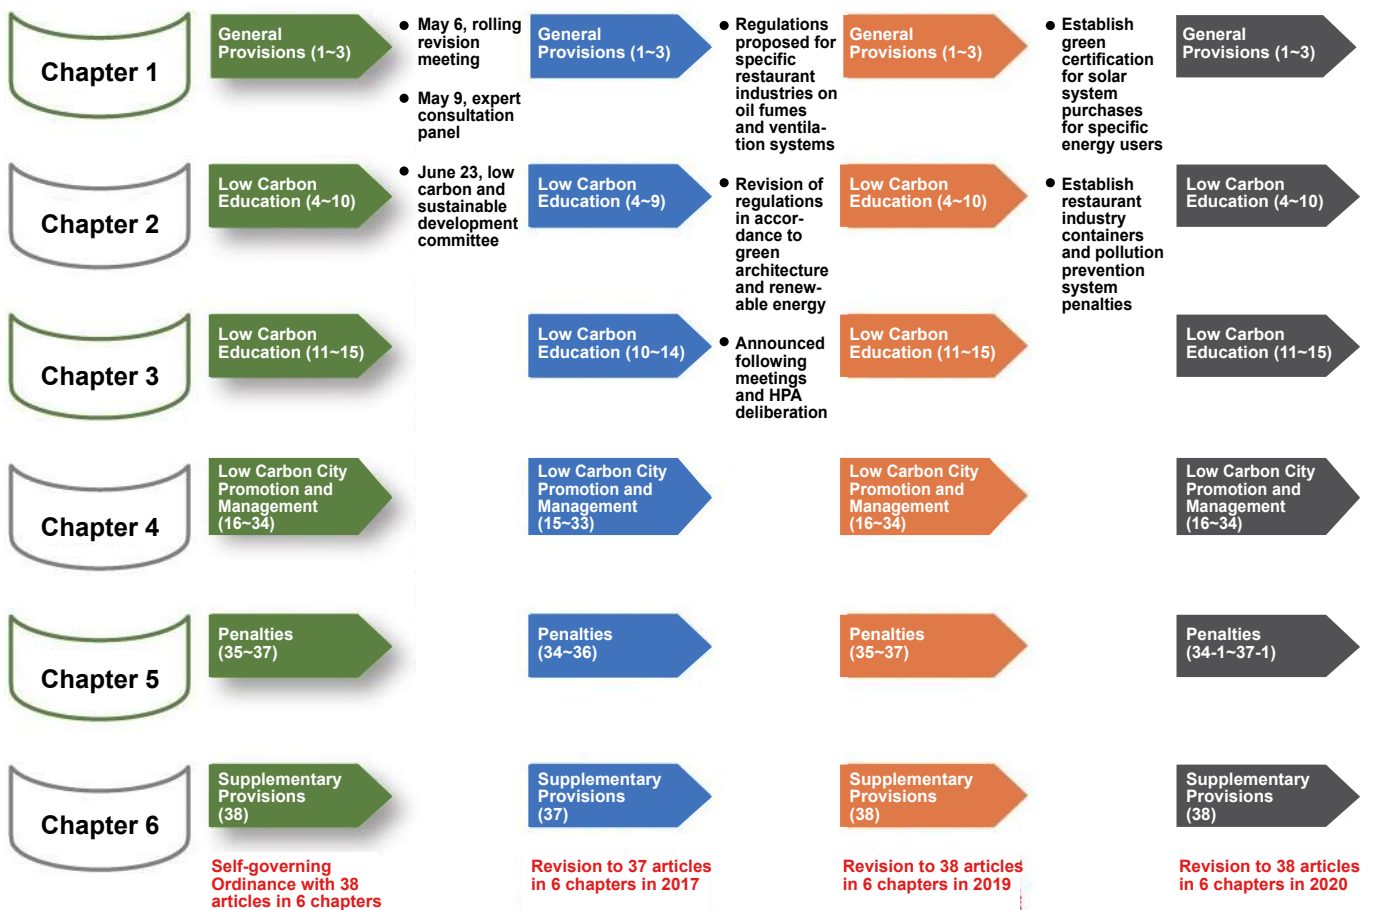 Chapter 1
General
Provisions (1~3)
May 6, rolling
revision
meeting
May 9, expert
consultation
panel
June 23, low
carbon and
sustainable
development
committee
General
Provisions (1~3)
Regulations
proposed for
specific
restaurant
industries on
oil fumes
and ventila-
tion systems
Revision of
regulations
in accor-
dance to
green
architecture
and renew-
able energy
Announced
following
meetings
and HPA
deliberation
General
Provisions (1~3)
Establish
green
certification
for solar
system
purchases
for specific
energy users
Establish
restaurant
industry
containers
and pollution
prevention
system
penalties
General
Provisions (1~3)
Chapter 2
Low Carbon
Education (4~10)
Low Carbon
Education (4~9)
Low Carbon
Education (4~10)
Low Carbon
Education (4~10)
Chapter 3
Low Carbon
Education (11~15)
Low Carbon
Education (10~14)
Low Carbon
Education (11~15)
Low Carbon
Education (11~15)
Chapter 4
Low Carbon City
Promotion and
Management
(16~34)
Low Carbon City
Promotion and
Management
(15~33)
Low Carbon City
Promotion and
Management
(16~34)
Low Carbon City
Promotion and
Management
(16~34)
Chapter 5
Penalties
(35~37)
Penalties
(34~36)
Penalties
(35~37)
Penalties
(34-1~37-1)
Chapter 6
Supplementary
Provisions
(38)
Supplementary
Provisions
(37)
Supplementary
Provisions
(38)
Supplementary
Provisions
(38)
Self-governing
Ordinance with 38
articles in 6 chapters
Revision to 37 articles
in 6 chapters in 2017
Revision to 38 articles
in 6 chapters in 2019
Revision to 38 articles
in 6 chapters in 2020